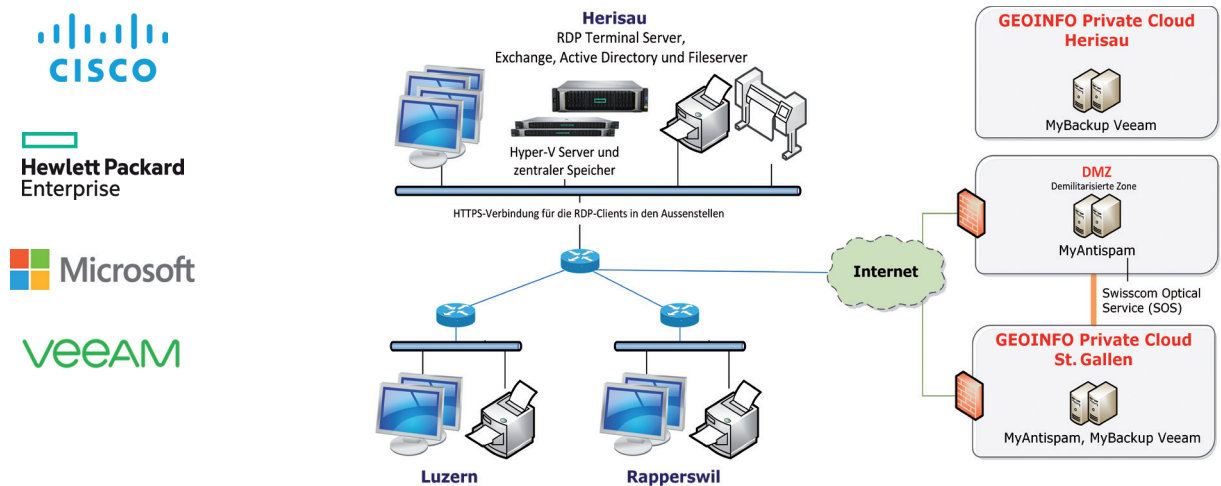 CISCO
Hewlett Packard
Enterprise
Microsoft
veeAM
Herisau
RDP Terminal Server,
Exchange, Active Directory und Fileserver
Hyper-V Server und
zentraler Speicher
HTTPS-Verbindung für die RDP-Clients in den Aussenstellen
Luzern
Rapperswil
Internet
GEOINFO Private Cloud
Herisau
MyBackup Veeam
DMZ
Demilitarisierte Zone
MyAntispam
Swisscom Optical
Service (SOS)
GEOINFO Private Cloud
St. Gallen
MyAntispam, MyBackup Veeam